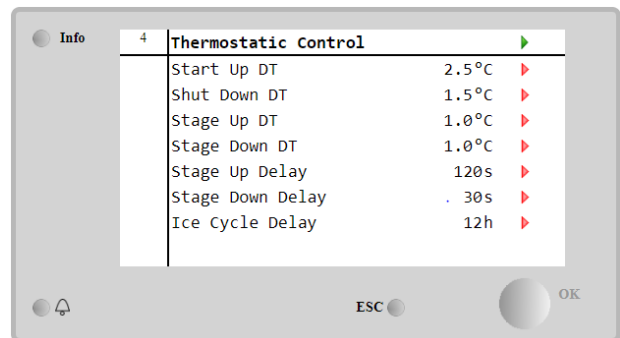 Info
4 Thermostatic Control
Start Up DT 2.5°C
Shut Down DT 1.5°C
Stage Up DT 1.0°C
Stage Down DT 1.0°C
Stage Up Delay 120s
Stage Down Delay . 30s
Ice Cycle Delay 12h
ESC
OK